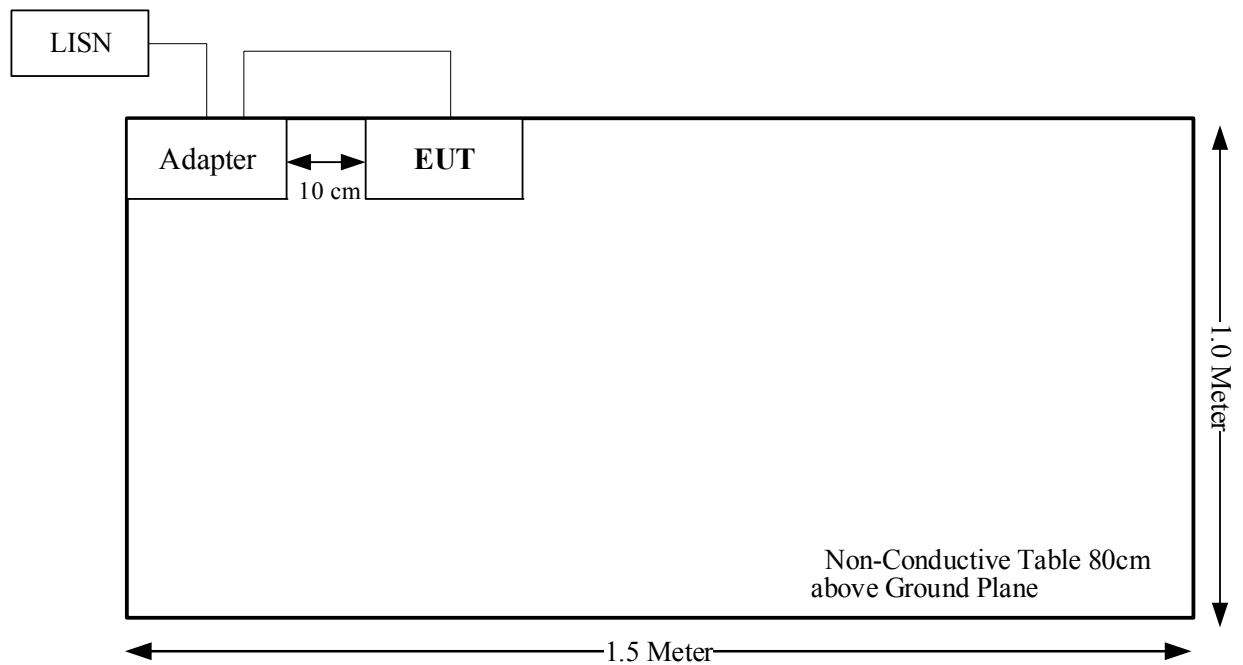 LISN
Adapter
EUT
10 cm
1.0 Meter
Non-Conductive Table 80cm
above Ground Plane
1.5 Meter